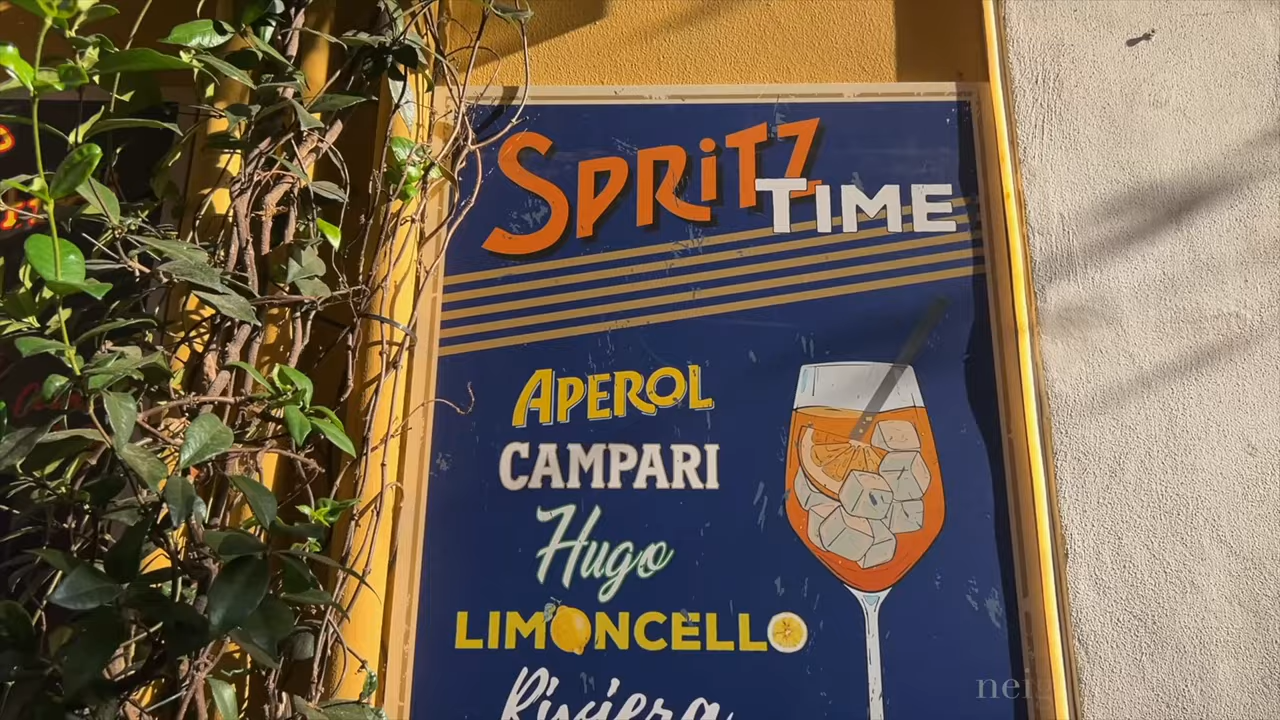 SPRiTZ
TIME
APEROL
CAMPARI
Hugo
LIMONCELLO
Riviera